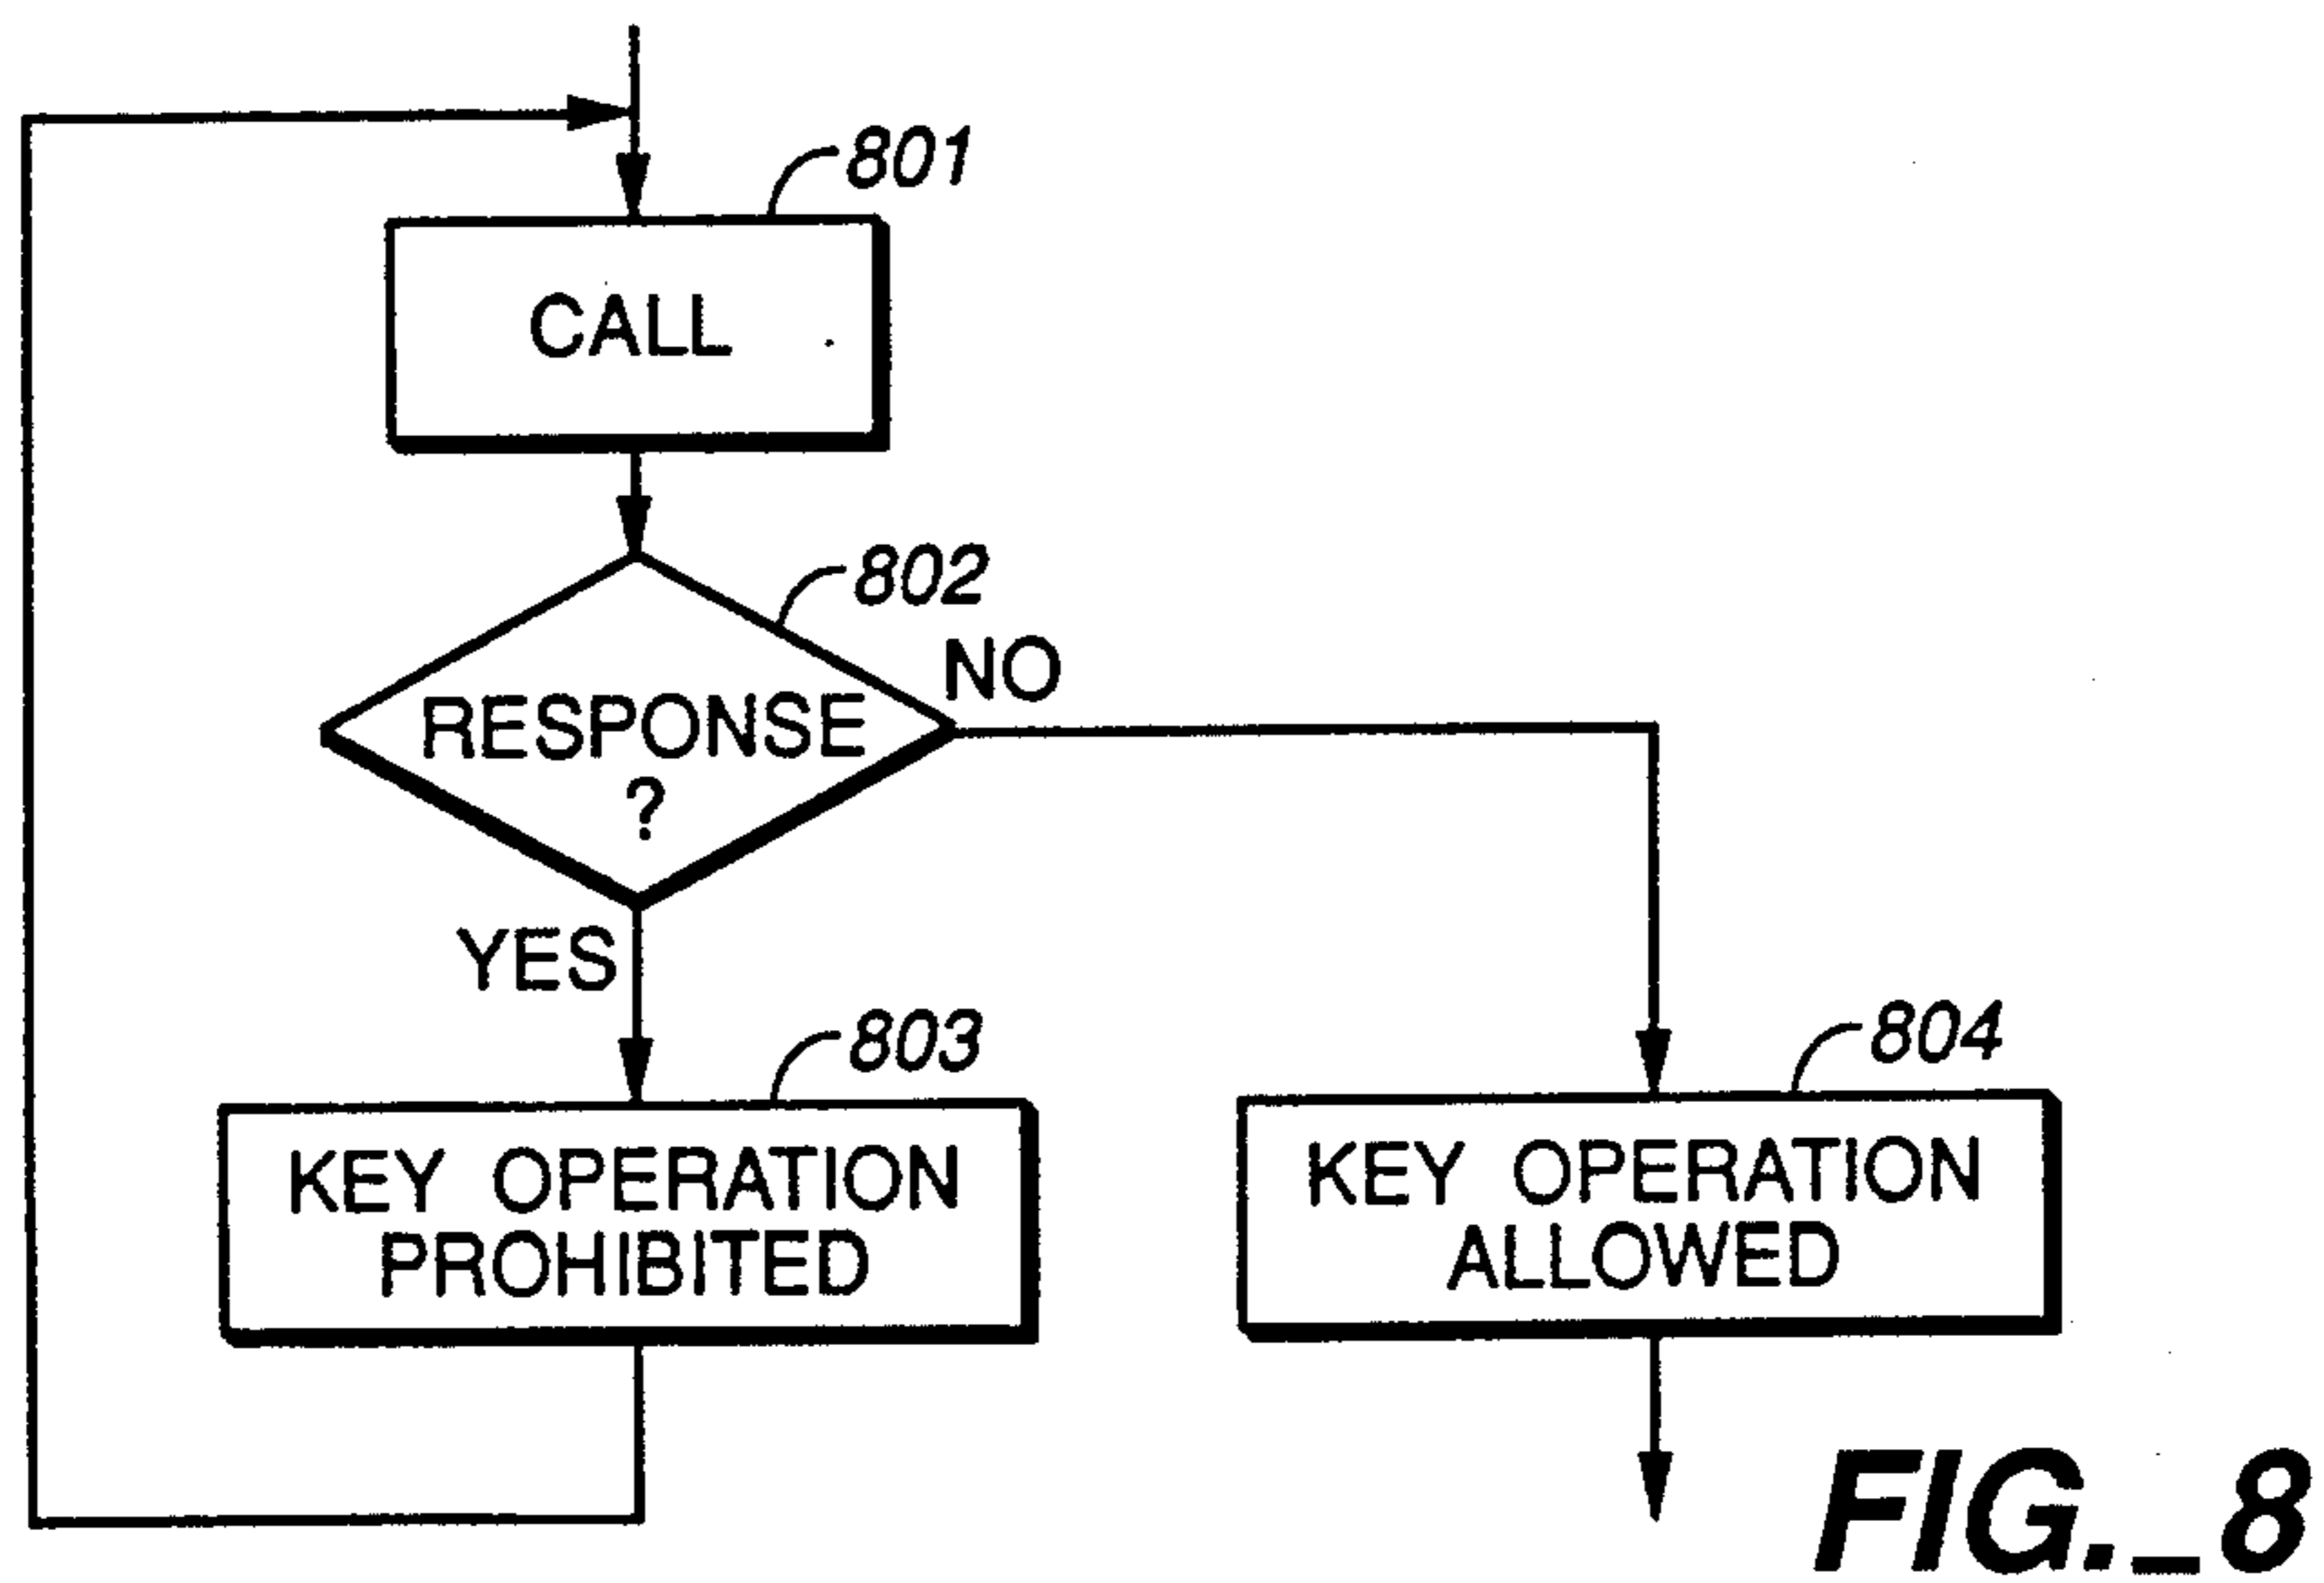 801
CALL
802
NO
RESPONSE
?
YES
803
KEY OPERATION
PROHIBITED
804
KEY OPERATION
ALLOWED
FIG._8